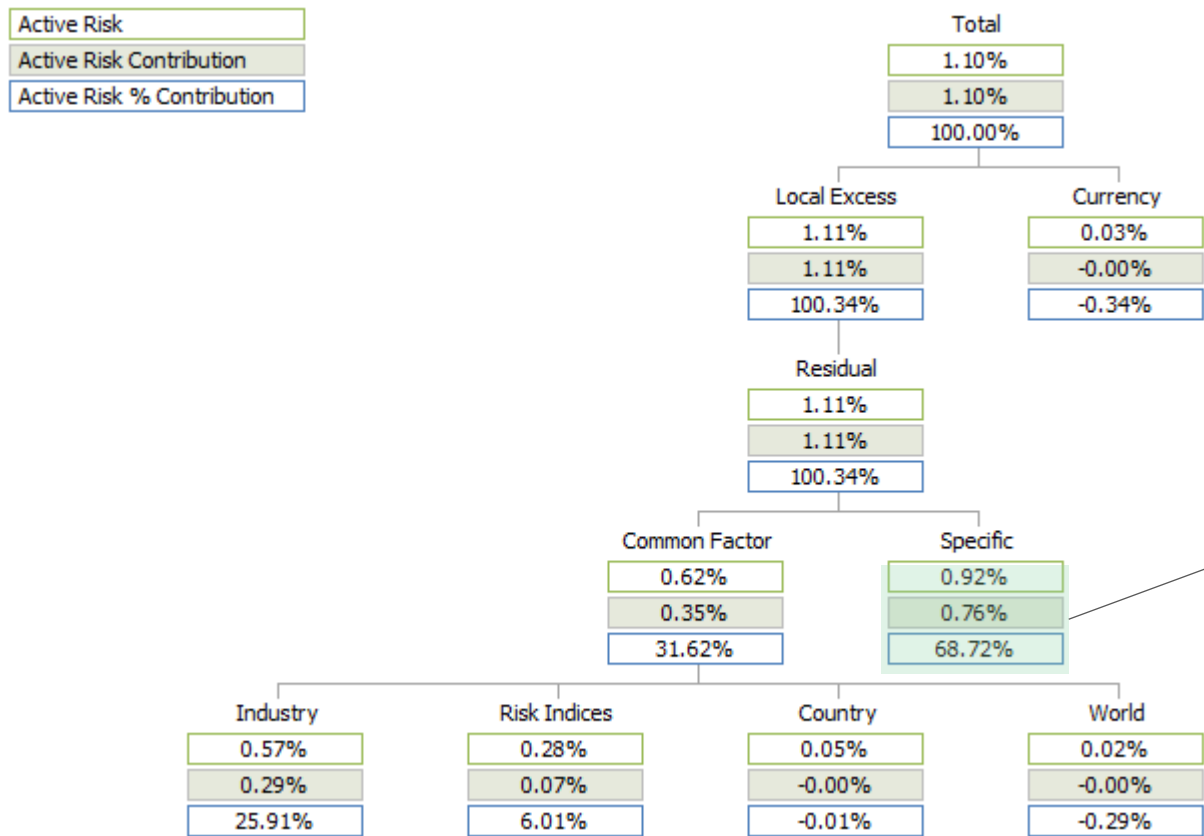 Active Risk
Active Risk Contribution
Active Risk % Contribution
Total
1.10%
1.10%
100.00%
Local Excess
1.11%
1.11%
100.34%
Currency
0.03%
-0.00%
-0.34%
Residual
1.11%
1.11%
100.34%
Common Factor
0.62%
0.35%
31.62%
Specific
0.92%
0.76%
68.72%
Industry
0.57%
0.29%
25.91%
Risk Indices
0.28%
0.07%
6.01%
Country
0.05%
-0.00%
-0.01%
World
0.02%
-0.00%
-0.29%